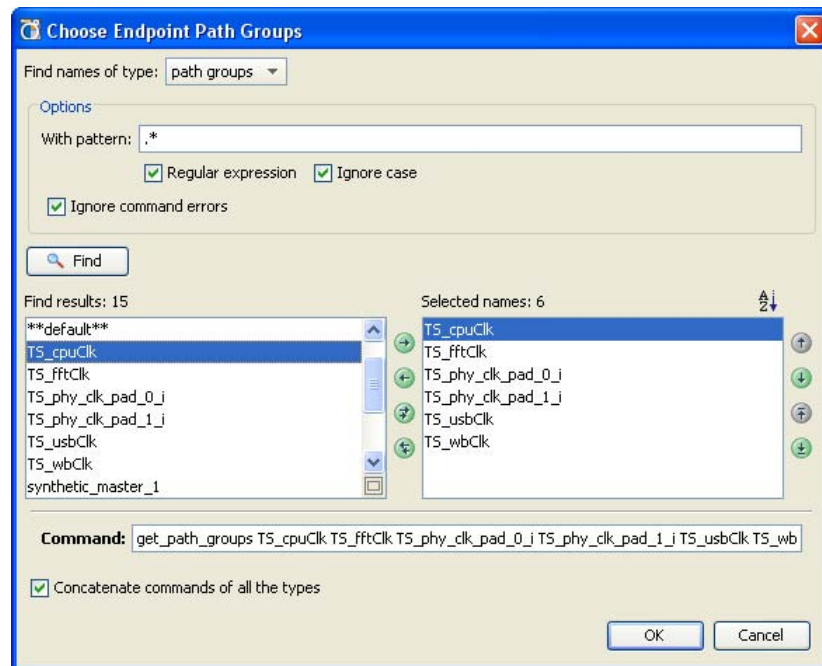 Choose Endpoint Path Groups
Find names of type: path groups
Options
With pattern: .*
Regular expression Ignore case
Ignore command errors
Find
Find results: 15
**default**
TS_cpuClk
TS_fftClk
TS_phy_clk_pad_0_i
TS_phy_clk_pad_1_i
TS_usbClk
TS_wbClk
synthetic_master_1
Selected names: 6
A
Z
TS_cpuClk
TS_fftClk
TS_phy_clk_pad_0_i
TS_phy_clk_pad_1_i
TS_usbClk
TS_wbClk
Command: get_path_groups TS_cpuClk TS_fftClk TS_phy_clk_pad_0_i TS_phy_clk_pad_1_i TS_usbClk TS_wb
Concatenate commands of all the types
OK Cancel